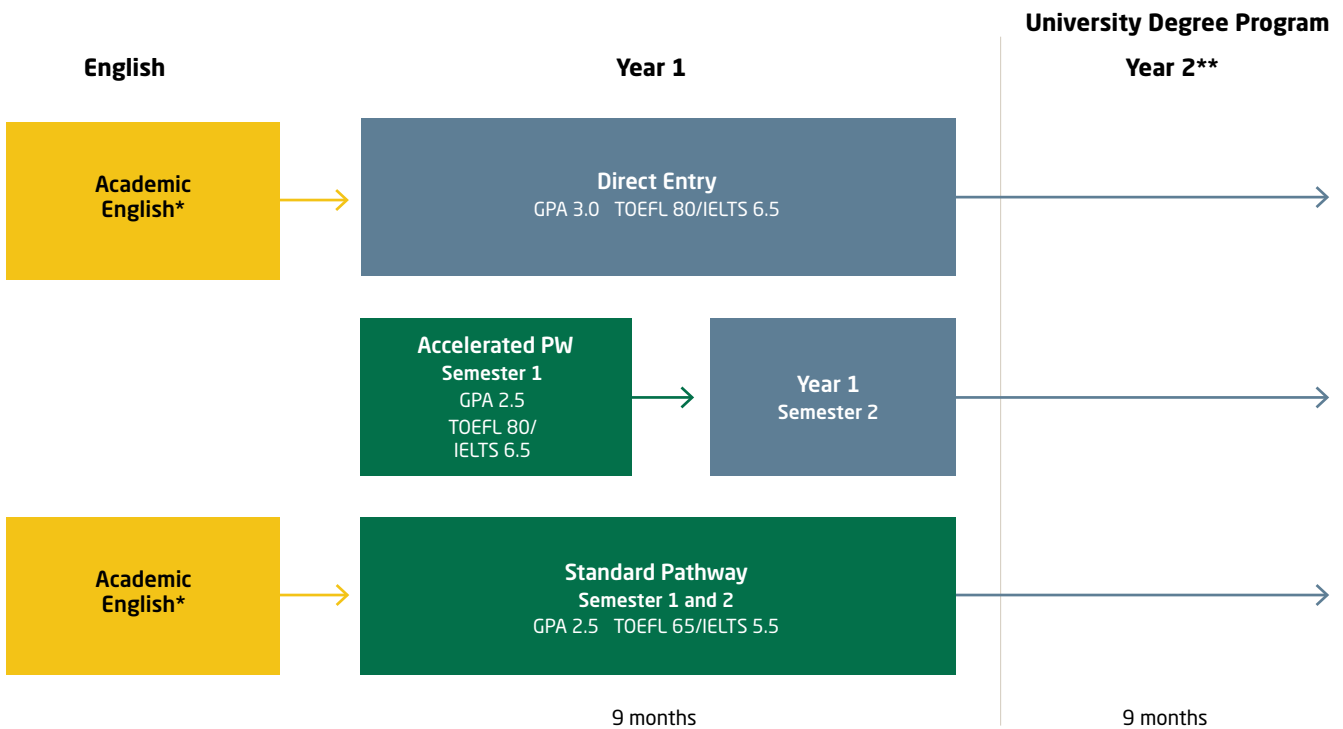 University Degree Program
English
Year 1
Year 2**
Academic
English*
Direct Entry
GPA 3.0 TOEFL 80/IELTS 6.5
Accelerated PW
Semester 1
GPA 2.5
TOEFL 80/
IELTS 6.5
Year 1
Semester 2
Academic
English*
Standard Pathway
Semester 1 and 2
GPA 2.5 TOEFL 65/IELTS 5.5
9 months
9 months